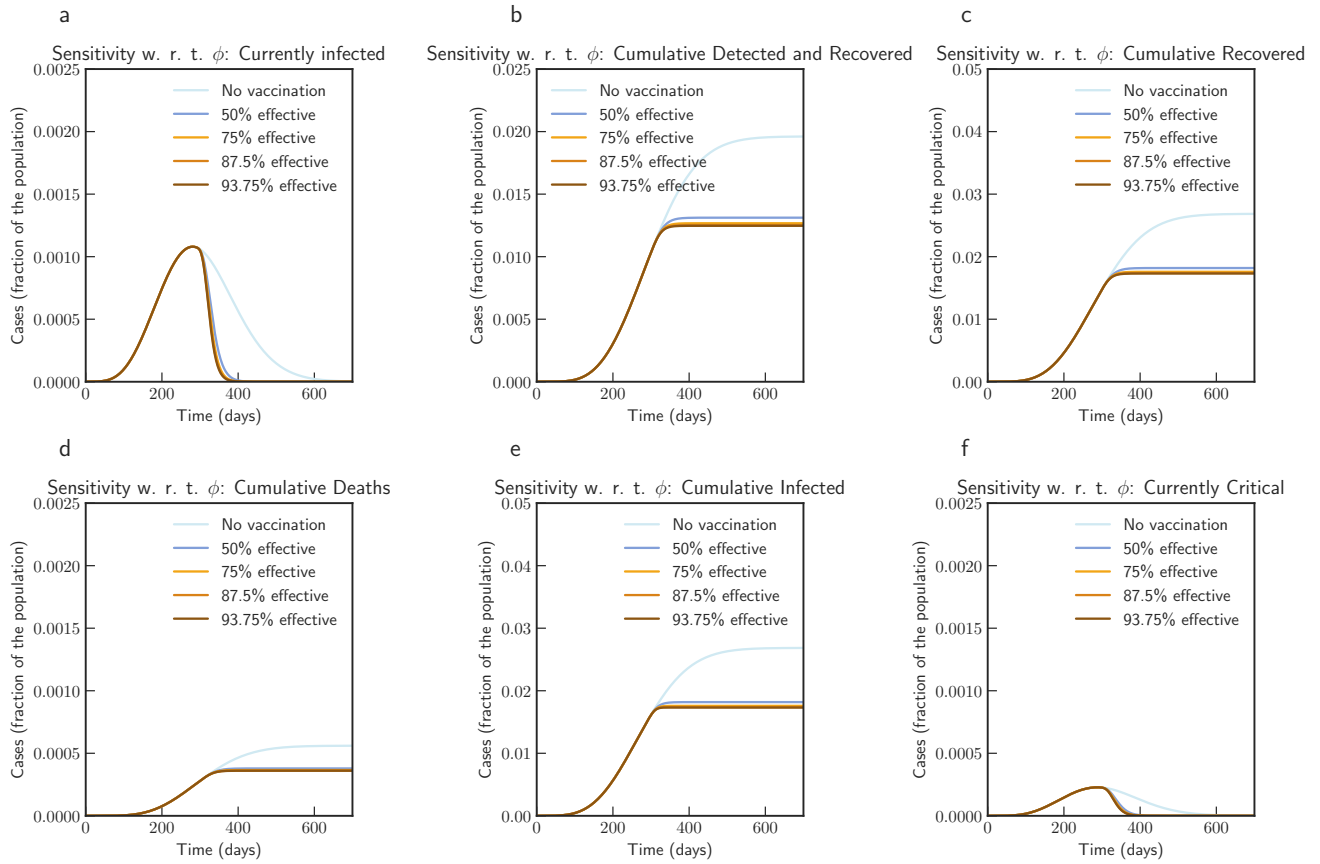 a
Sensitivity w. r. t. ϕ: Currently infected
0.0025
0.0020
0.0015
0.0010
0.0005
0.0000
Cases (fraction of the population)
No vaccination
50% effective
75% effective
87.5% effective
93.75% effective
0
200
400
600
Time (days)
b
Sensitivity w. r. t. ϕ: Cumulative Detected and Recovered
0.025
0.020
0.015
0.010
0.005
0.000
Cases (fraction of the population)
No vaccination
50% effective
75% effective
87.5% effective
93.75% effective
0
200
400
600
Time (days)
c
Sensitivity w. r. t. ϕ: Cumulative Recovered
0.05
0.04
0.03
0.02
0.01
0.00
Cases (fraction of the population)
No vaccination
50% effective
75% effective
87.5% effective
93.75% effective
0
200
400
600
Time (days)
d
Sensitivity w. r. t. ϕ: Cumulative Deaths
0.0025
0.0020
0.0015
0.0010
0.0005
0.0000
Cases (fraction of the population)
No vaccination
50% effective
75% effective
87.5% effective
93.75% effective
0
200
400
600
Time (days)
e
Sensitivity w. r. t. ϕ: Cumulative Infected
0.05
0.04
0.03
0.02
0.01
0.00
Cases (fraction of the population)
No vaccination
50% effective
75% effective
87.5% effective
93.75% effective
0
200
400
600
Time (days)
f
Sensitivity w. r. t. ϕ: Currently Critical
0.0025
0.0020
0.0015
0.0010
0.0005
0.0000
Cases (fraction of the population)
No vaccination
50% effective
75% effective
87.5% effective
93.75% effective
0
200
400
600
Time (days)